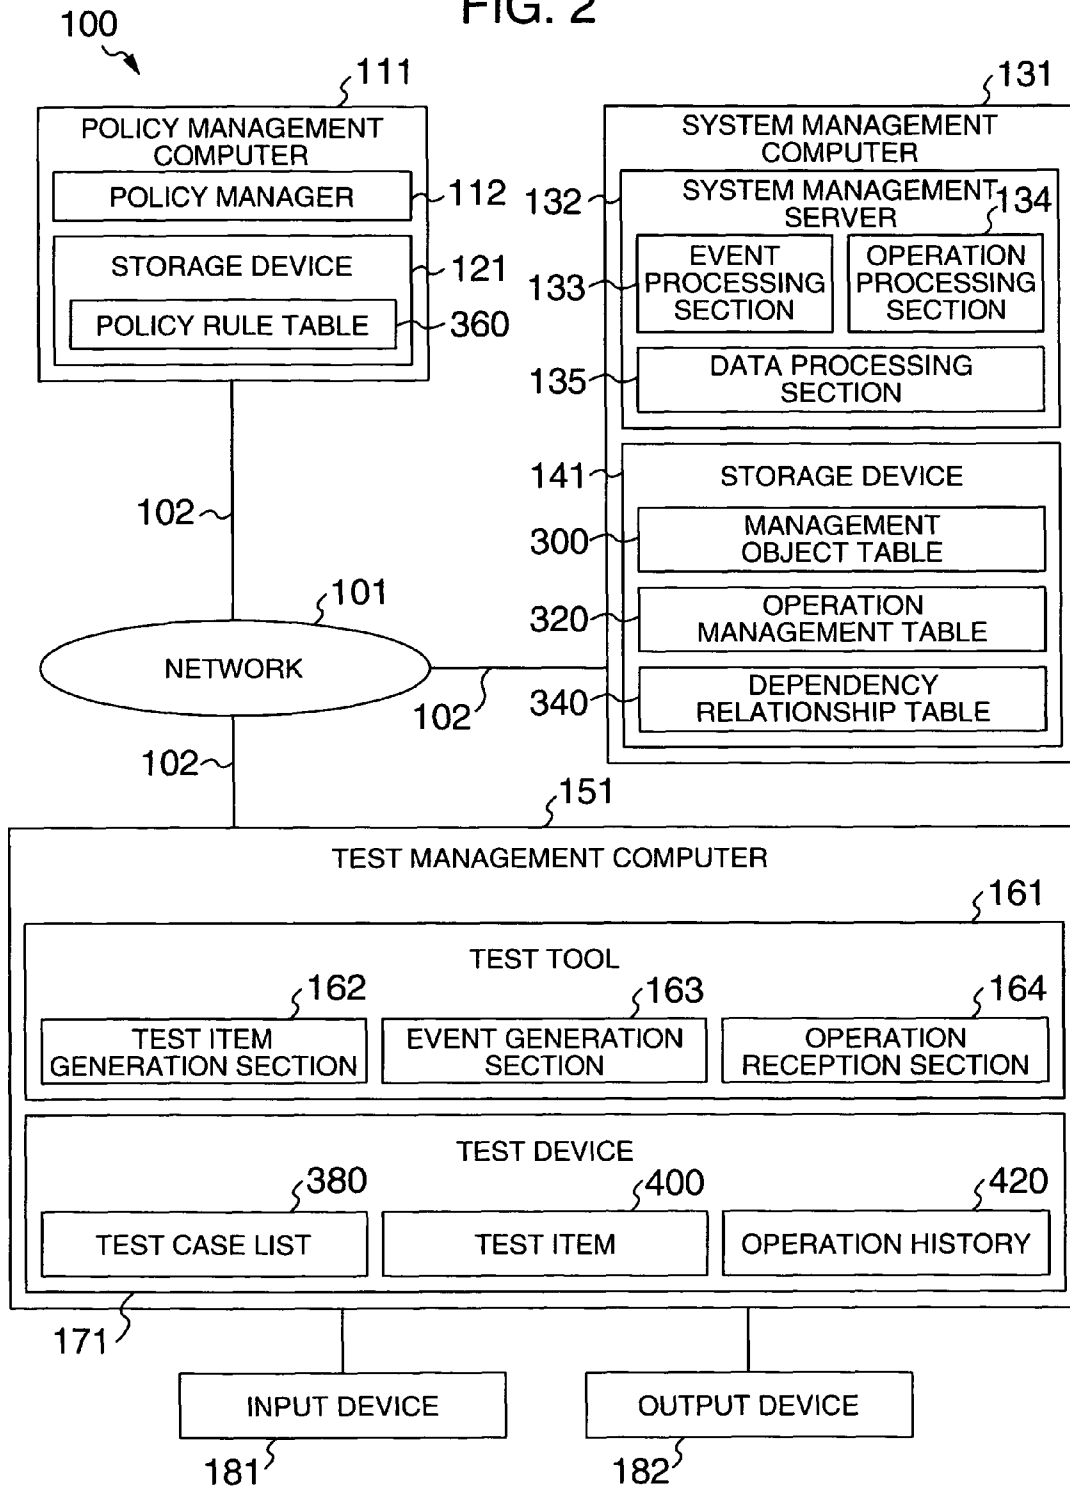 FIG. 2
100
111
POLICY MANAGEMENT
COMPUTER
POLICY MANAGER
112
STORAGE DEVICE
121
POLICY RULE TABLE
360
131
SYSTEM MANAGEMENT
COMPUTER
132
SYSTEM MANAGEMENT
SERVER
134
133
EVENT
PROCESSING
SECTION
OPERATION
PROCESSING
SECTION
135
DATA PROCESSING
SECTION
141
STORAGE DEVICE
300
MANAGEMENT
OBJECT TABLE
320
OPERATION
MANAGEMENT TABLE
340
DEPENDENCY
RELATIONSHIP TABLE
102
101
NETWORK
102
102
151
TEST MANAGEMENT COMPUTER
161
TEST TOOL
162
TEST ITEM
GENERATION SECTION
163
EVENT GENERATION
SECTION
164
OPERATION
RECEPTION SECTION
TEST DEVICE
380
TEST CASE LIST
400
TEST ITEM
420
OPERATION HISTORY
171
INPUT DEVICE
181
OUTPUT DEVICE
182